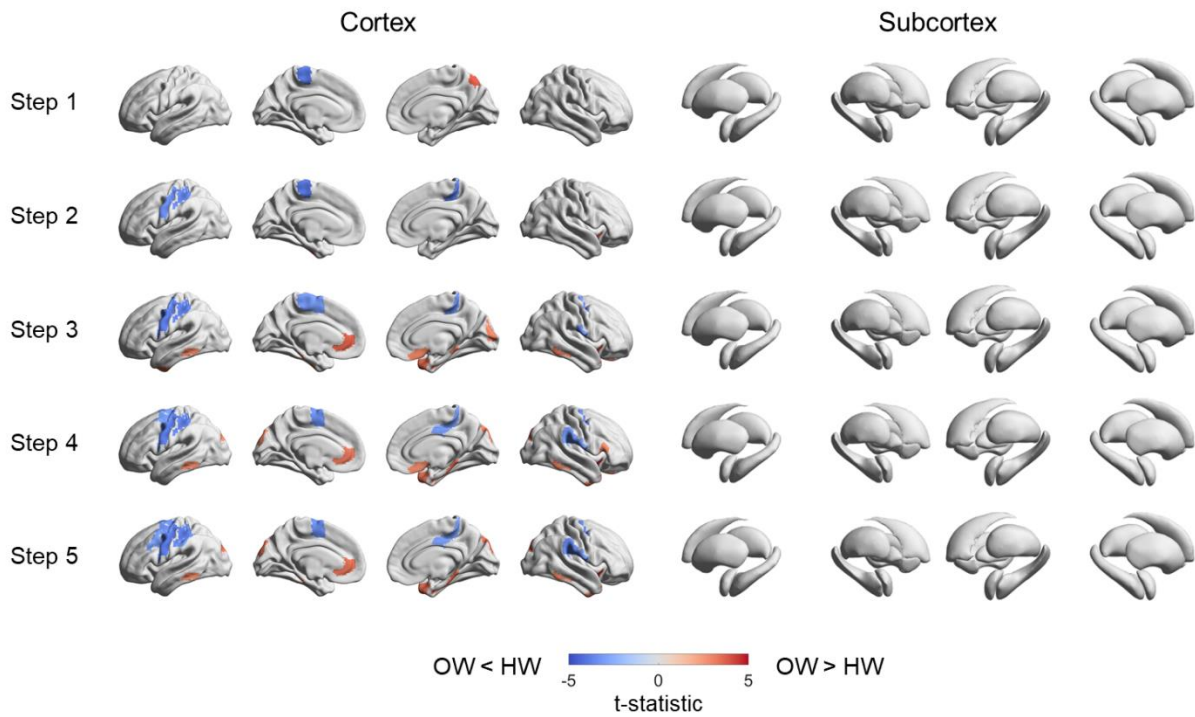 Cortex Subcortex
Step 1
Step 2
Step 3
Step 4
Step 5
OW < HW OW > HW
-5 0 5
t-statistic